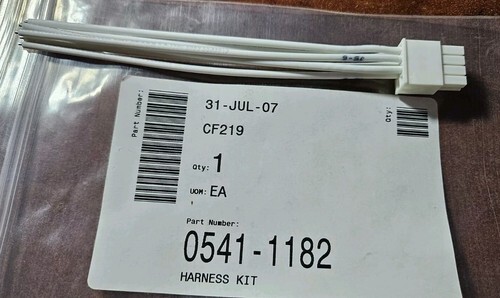 Part Number:
31-JUL-07
CF219
Qty: 1
UOM: EA
Part Number:
0541-1182
HARNESS KIT
Qty: